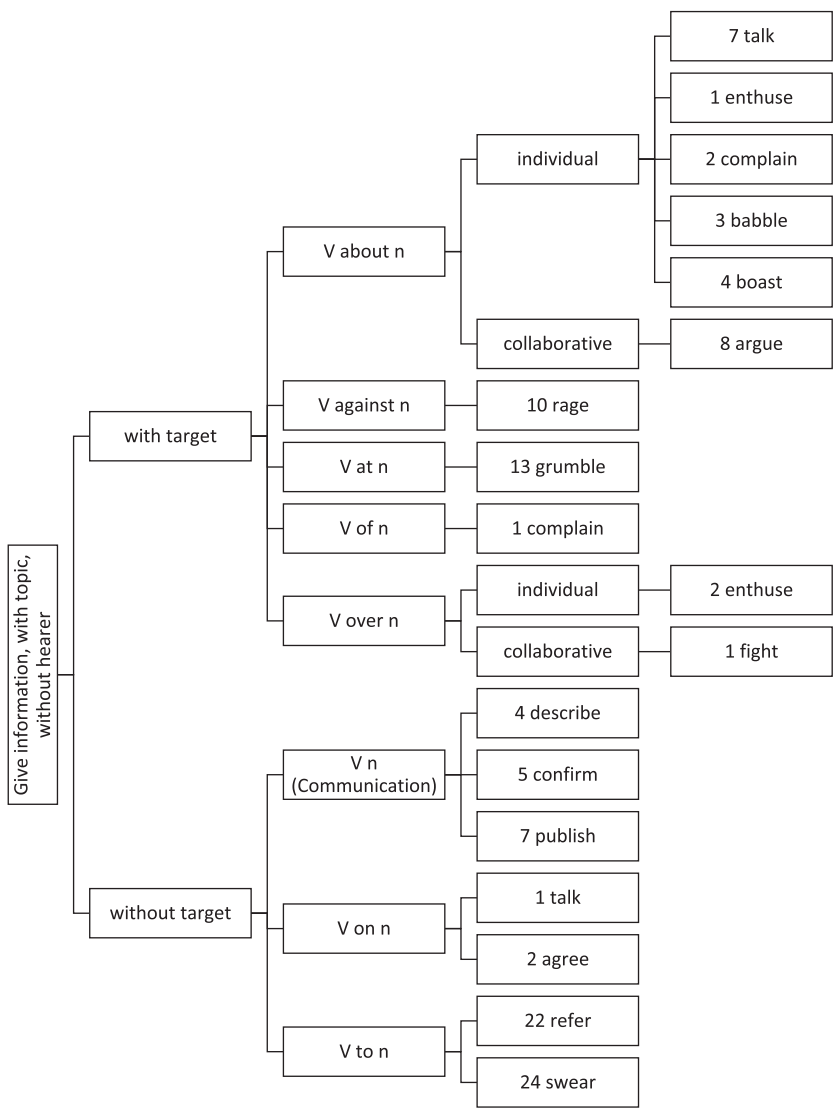 Give information, with topic,
without hearer
with target
V about n
individual
7 talk
1 enthuse
2 complain
3 babble
4 boast
collaborative
8 argue
V against n
10 rage
V at n
13 grumble
V of n
1 complain
V over n
individual
2 enthuse
collaborative
1 fight
without target
V n
(Communication)
4 describe
5 confirm
7 publish
V on n
1 talk
2 agree
V to n
22 refer
24 swear